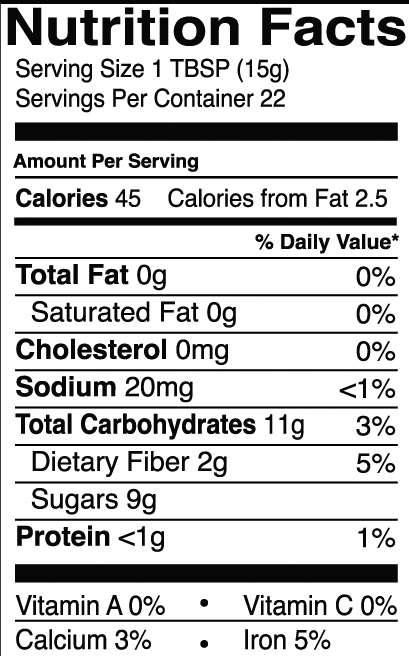 Nutrition Facts
Serving Size 1 TBSP (15g)
Servings Per Container 22
Amount Per Serving
Calories 45 Calories from Fat 2.5
% Daily Value*
Total Fat 0g 0%
Saturated Fat 0g 0%
Cholesterol 0mg 0%
Sodium 20mg <1%
Total Carbohydrates 11g 3%
Dietary Fiber 2g 5%
Sugars 9g
Protein <1g 1%
Vitamin A 0% • Vitamin C 0%
Calcium 3% • Iron 5%